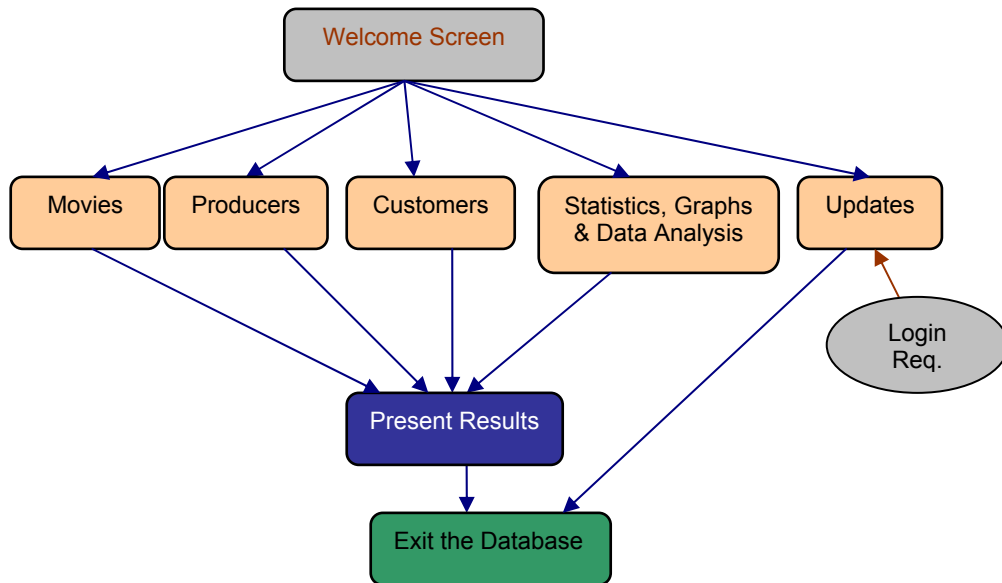 Welcome Screen
Movies
Producers
Customers
Statistics, Graphs
& Data Analysis
Updates
Login
Req.
Present Results
Exit the Database